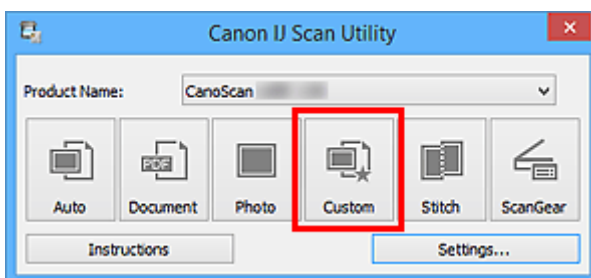 Canon IJ Scan Utility
Product Name: CanoScan
PDF
Auto Document Photo Custom Stitch ScanGear
Instructions Settings...